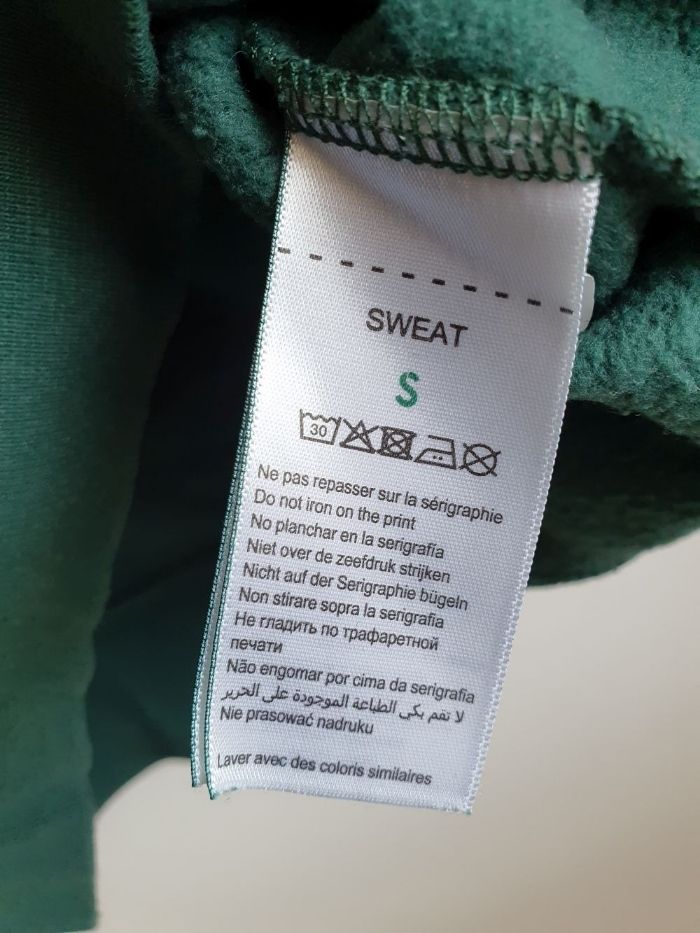 SWEAT
S
30
Ne pas repasser sur la sérigraphie
Do not iron on the print
No planchar en la serigrafía
Niet over de zeefdruk strijken
Nicht auf der Serigraphie bügeln
Non stirare sopra la serigrafia
Не гладить по трафаретной
печати
Não engomar por cima da serigrafia
لا تقم بكي الطباعة الموجودة على الحرير
Nie prasować nadruku
Laver avec des coloris similaires